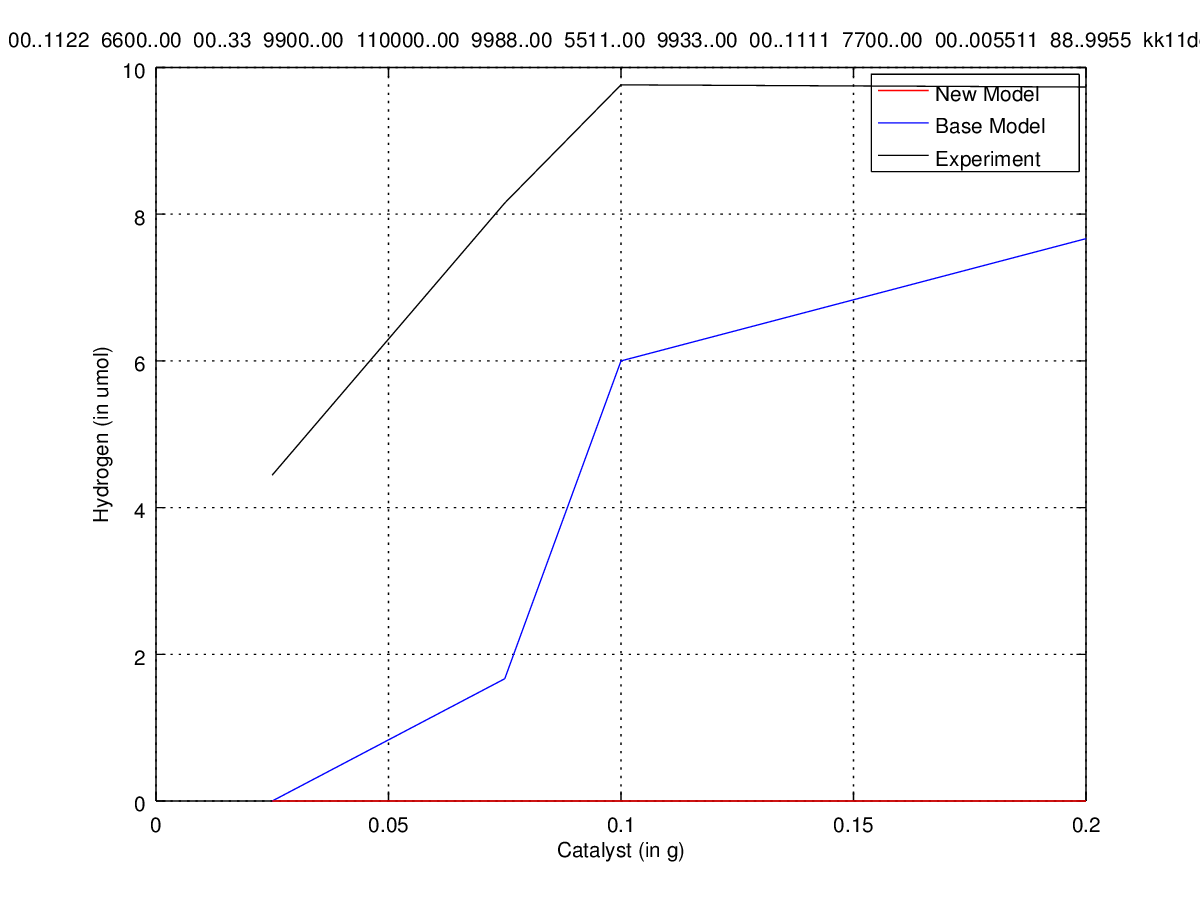 00..1122 6600..00 00..33 9900..00 110000..00 9988..00 5511..00 9933..00 00..1111 7700..00 00..005511 88..9955
10
New Model
Base Model
Experiment
8
6
Hydrogen (in umol)
4
2
0
0 0.05 0.1 0.15 0.2
Catalyst (in g)